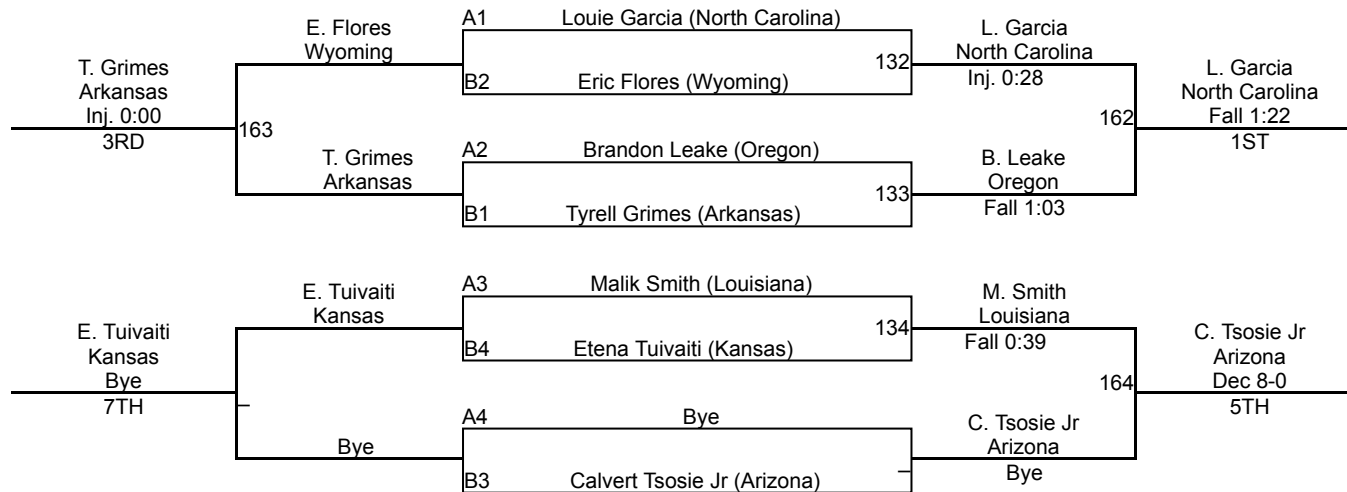 A1 Louie Garcia (North Carolina)
E. Flores
Wyoming
132
L. Garcia
North Carolina
Inj. 0:28
B2 Eric Flores (Wyoming)
T. Grimes
Arkansas
Inj. 0:00
3RD
163
162
L. Garcia
North Carolina
Fall 1:22
1ST
A2 Brandon Leake (Oregon)
T. Grimes
Arkansas
133
B. Leake
Oregon
Fall 1:03
B1 Tyrell Grimes (Arkansas)
A3 Malik Smith (Louisiana)
E. Tuivaiti
Kansas
134
M. Smith
Louisiana
Fall 0:39
B4 Etena Tuivaiti (Kansas)
E. Tuivaiti
Kansas
Bye
7TH
164
C. Tsosie Jr
Arizona
Dec 8-0
5TH
A4 Bye
Bye
C. Tsosie Jr
Arizona
Bye
B3 Calvert Tsosie Jr (Arizona)